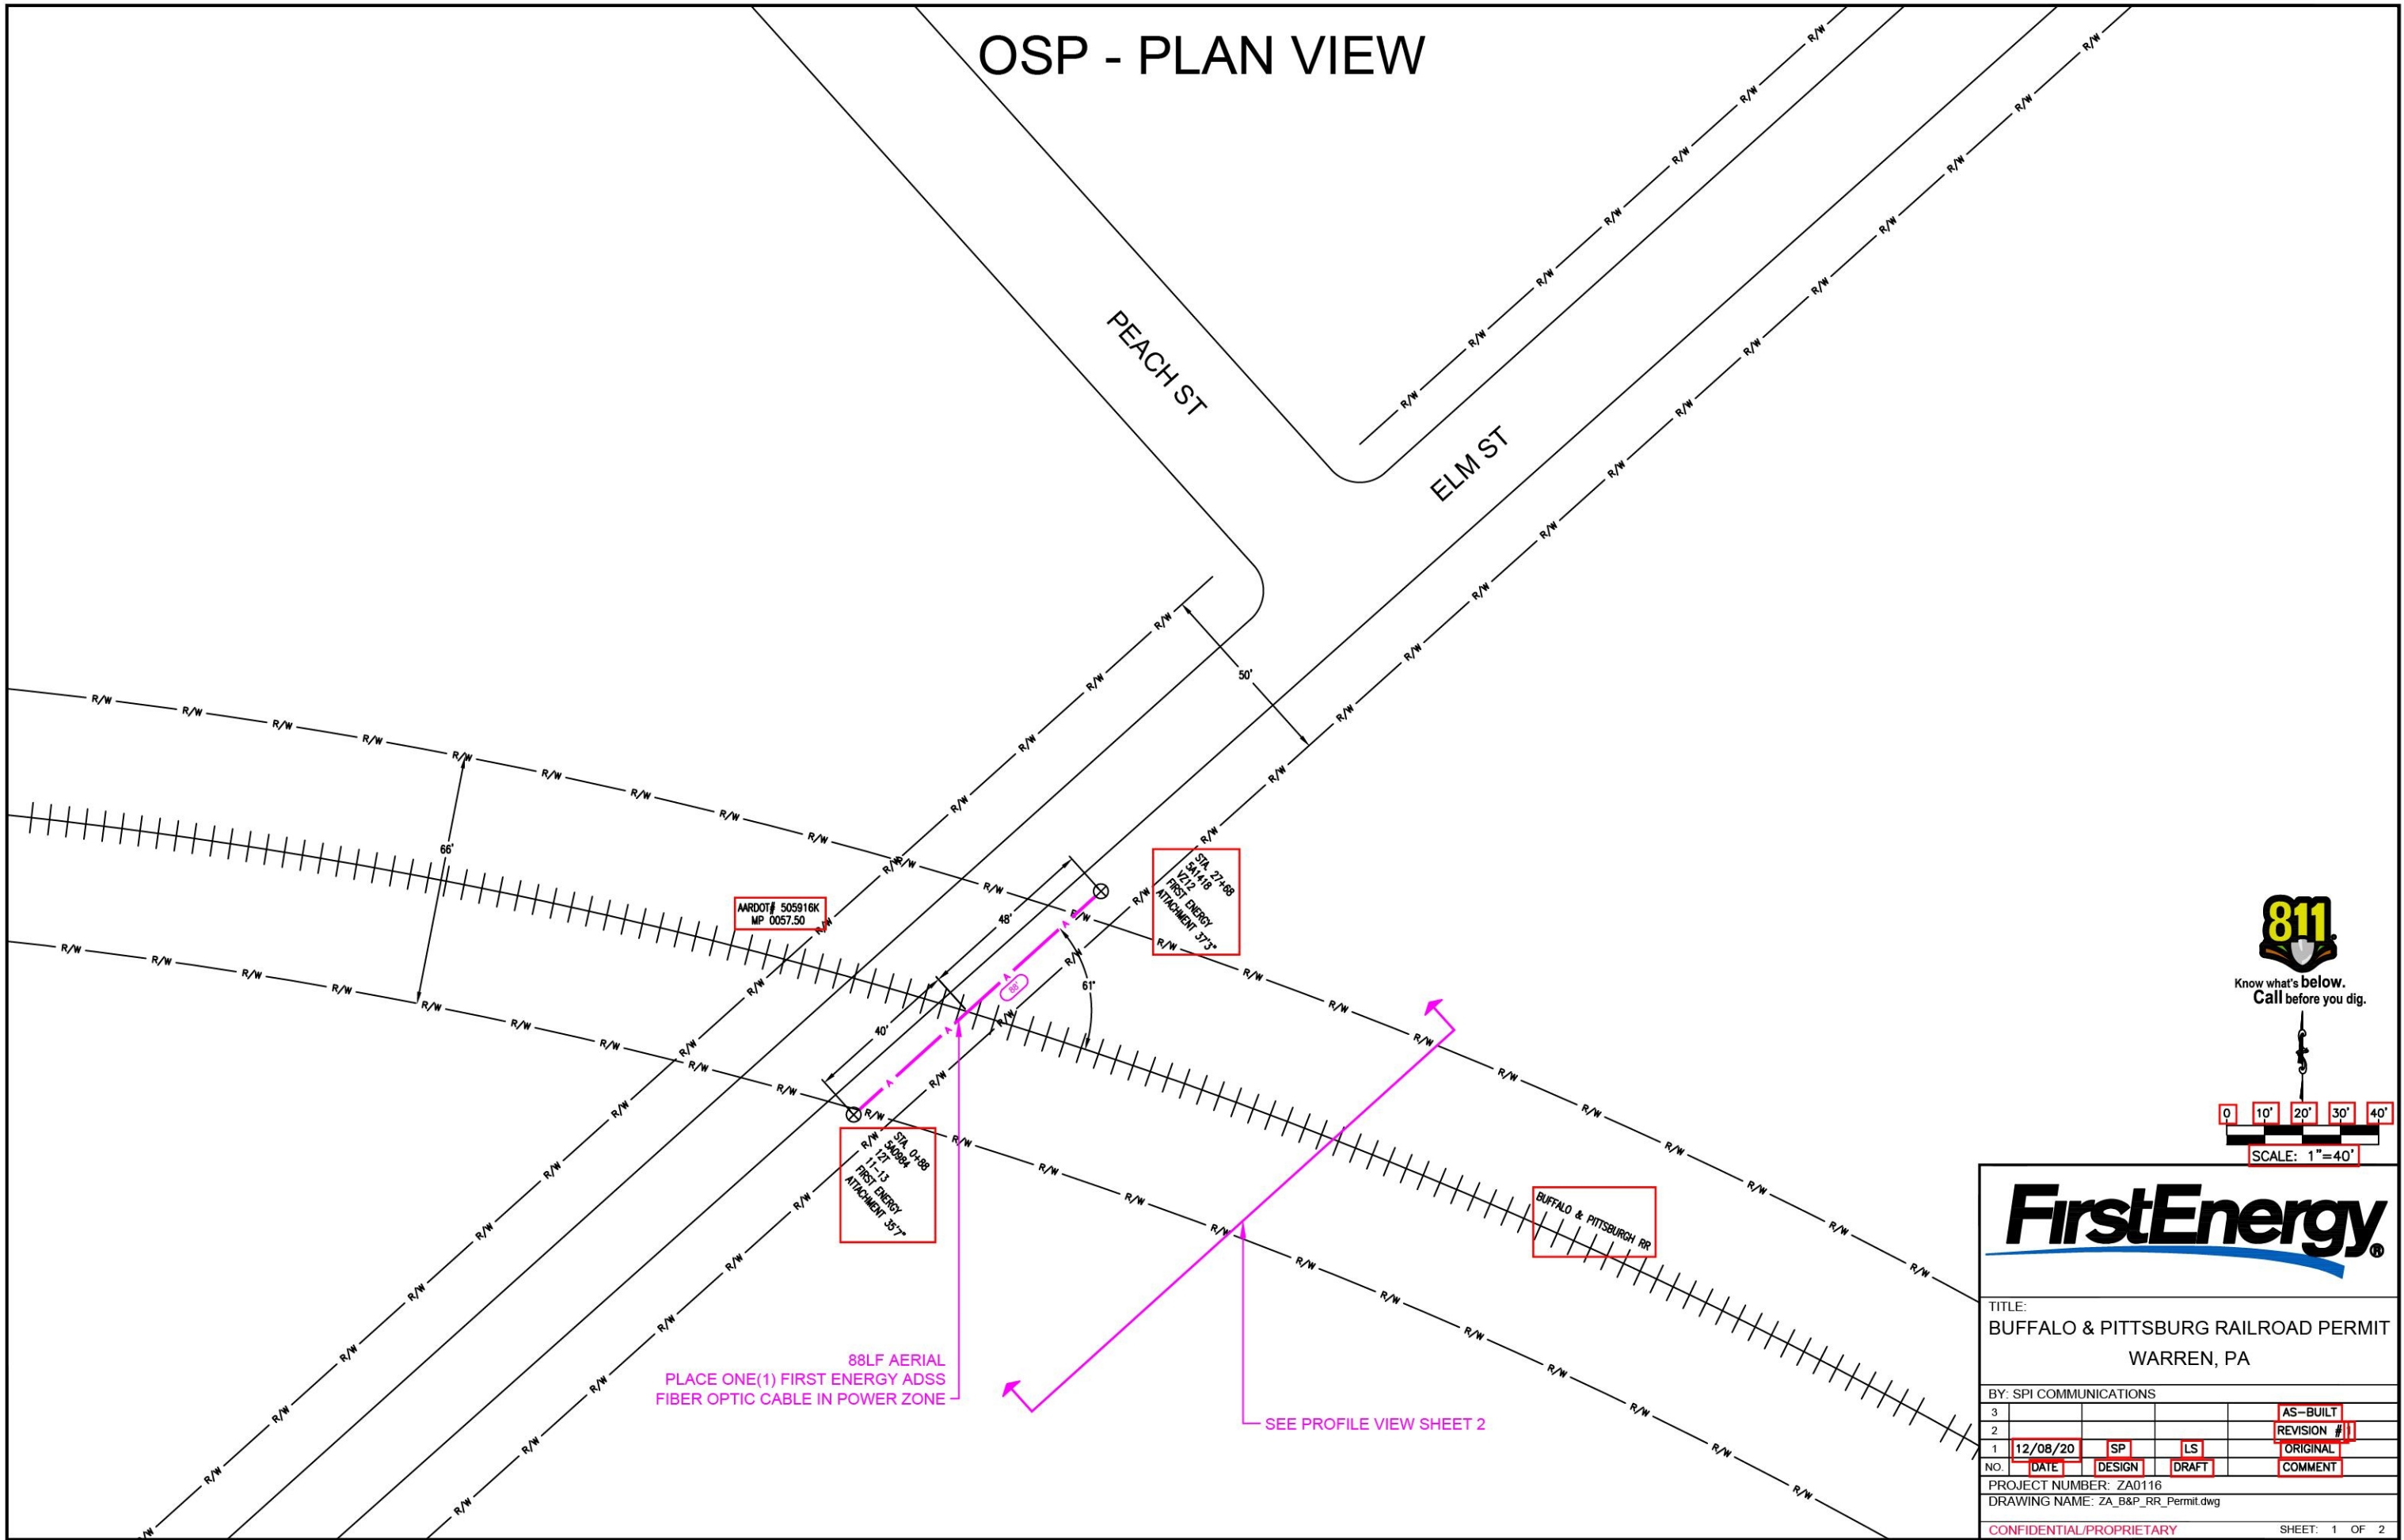 OSP - PLAN VIEW
PEACH ST
ELM ST
50'
66'
AARDOT# 505916K
MP 0057.50
48'
40'
88'
61°
STA. 27+68
5A1418
VZ12
FIRST ENERGY
ATTACHMENT 37'3"
STA. 0+88
5A0984
12T
11-13
FIRST ENERGY
ATTACHMENT 35'7"
BUFFALO & PITTSBURGH RR
88LF AERIAL
PLACE ONE(1) FIRST ENERGY ADSS
FIBER OPTIC CABLE IN POWER ZONE
SEE PROFILE VIEW SHEET 2
811
Know what's below.
Call before you dig.
0 10' 20' 30' 40'
SCALE: 1"=40'
FirstEnergy®
TITLE:
BUFFALO & PITTSBURG RAILROAD PERMIT
WARREN, PA
BY: SPI COMMUNICATIONS
3 AS-BUILT
2 REVISION #1
1 12/08/20 SP LS ORIGINAL
NO. DATE DESIGN DRAFT COMMENT
PROJECT NUMBER: ZA0116
DRAWING NAME: ZA_B&P_RR_Permit.dwg
CONFIDENTIAL/PROPRIETARY SHEET: 1 OF 2